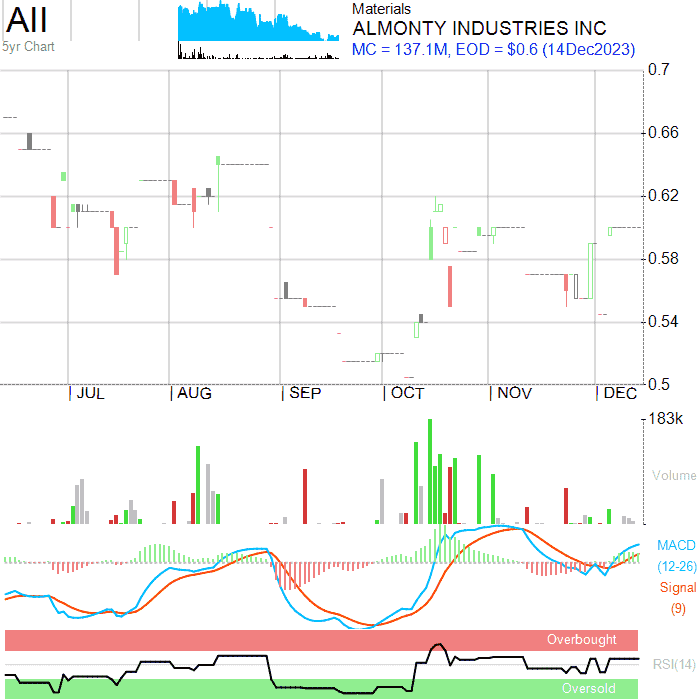 AII
5yr Chart
Materials
ALMONTY INDUSTRIES INC
MC = 137.1M, EOD = $0.6 (14Dec2023)
0.7
0.66
0.62
0.58
0.54
0.5
JUL AUG SEP OCT NOV DEC
183k
Volume
MACD
(12-26)
Signal
(9)
Overbought
RSI(14)
Oversold